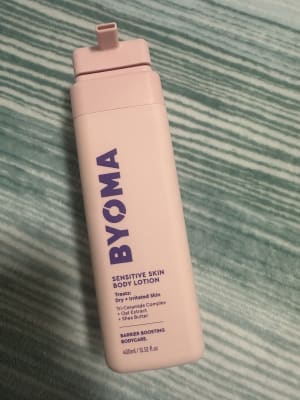 BYOMA
SENSITIVE SKIN
BODY LOTION
Treats:
Dry + Irritated Skin
Tri-Ceramide Complex
+ Oat Extract
+ Shea Butter
BARRIER BOOSTING
BODYCARE.
400ml / 13.52 fl.oz